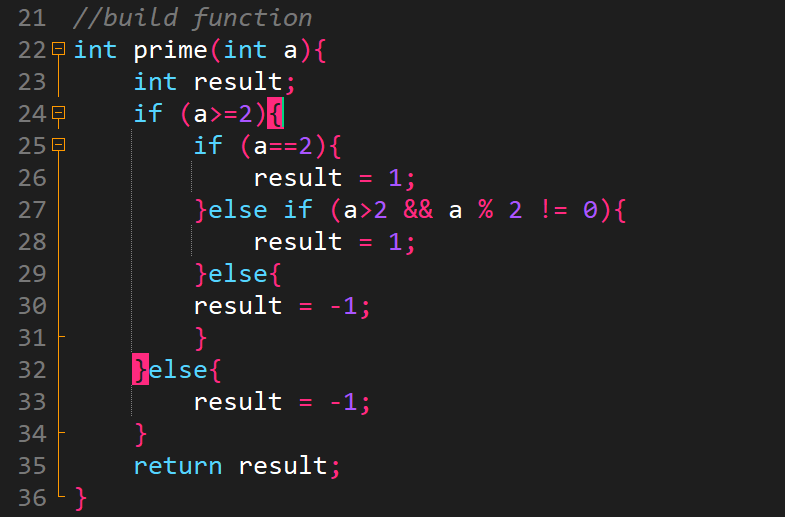 21 //build function
22 int prime(int a){
23     int result;
24     if (a>=2){
25         if (a==2){
26             result = 1;
27         }else if (a>2 && a % 2 != 0){
28             result = 1;
29         }else{
30         result = -1;
31         }
32     }else{
33         result = -1;
34     }
35     return result;
36 }